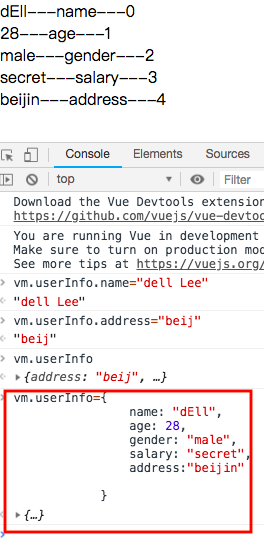 dEll---name---0
28---age---1
male---gender---2
secret---salary---3
beijin---address---4
Console Elements Sources
top Filter
Download the Vue Devtools extension
https://github.com/vuejs/vue-devtoo
You are running Vue in development
Make sure to turn on production mod
See more tips at https://vuejs.org/
vm.userInfo.name="dell Lee"
"dell Lee"
vm.userInfo.address="beij"
"beij"
vm.userInfo
{address: "beij", …}
vm.userInfo={
name: "dEll",
age: 28,
gender: "male",
salary: "secret",
address:"beijin"
}
{…}